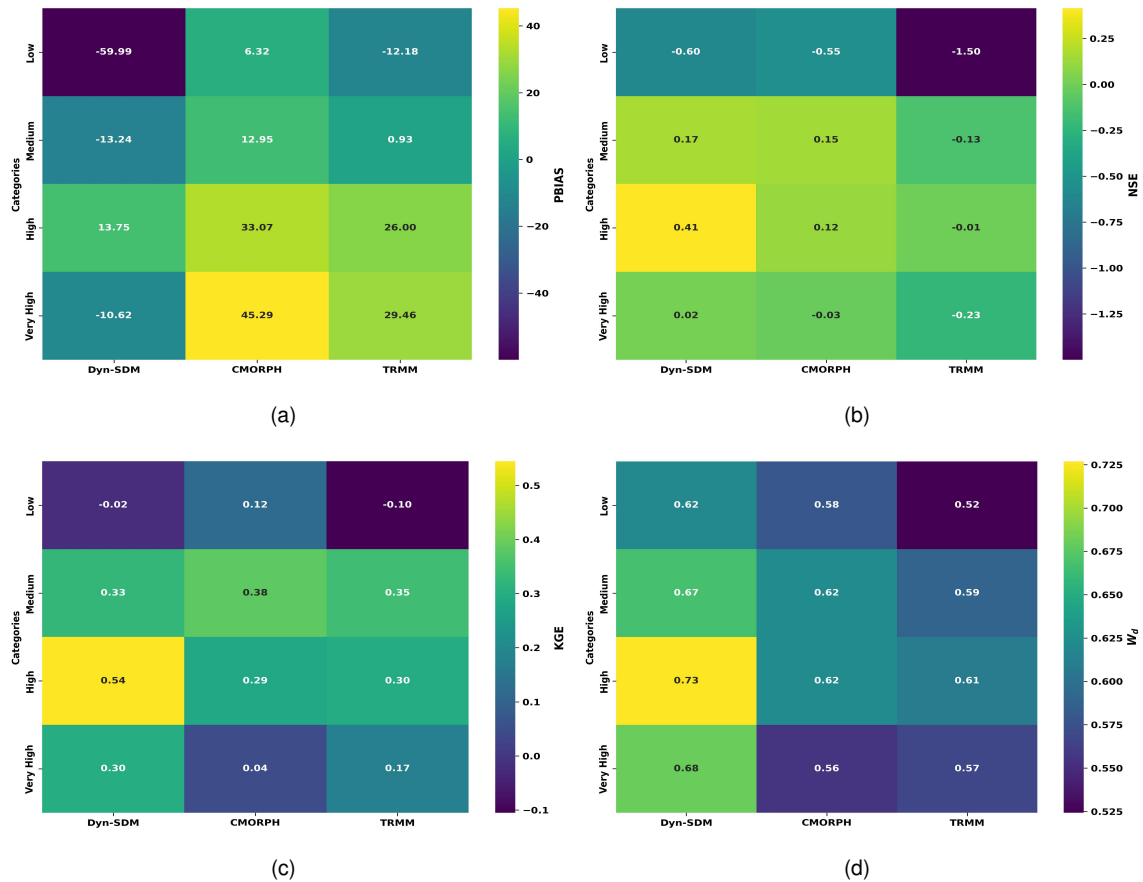 Low -59.99 6.32 -12.18
Medium -13.24 12.95 0.93
High 13.75 33.07 26.00
Very High -10.62 45.29 29.46
Categories
Dyn-SDM CMORPH TRMM
40
20
0
−20
−40
PBIAS
(a)
Low -0.60 -0.55 -1.50
Medium 0.17 0.15 -0.13
High 0.41 0.12 -0.01
Very High 0.02 -0.03 -0.23
Categories
Dyn-SDM CMORPH TRMM
0.25
0.00
−0.25
−0.50
−0.75
−1.00
−1.25
NSE
(b)
Low -0.02 0.12 -0.10
Medium 0.33 0.38 0.35
High 0.54 0.29 0.30
Very High 0.30 0.04 0.17
Categories
Dyn-SDM CMORPH TRMM
0.5
0.4
0.3
0.2
0.1
0.0
−0.1
KGE
(c)
Low 0.62 0.58 0.52
Medium 0.67 0.62 0.59
High 0.73 0.62 0.61
Very High 0.68 0.56 0.57
Categories
Dyn-SDM CMORPH TRMM
0.725
0.700
0.675
0.650
0.625
0.600
0.575
0.550
0.525
W_d
(d)